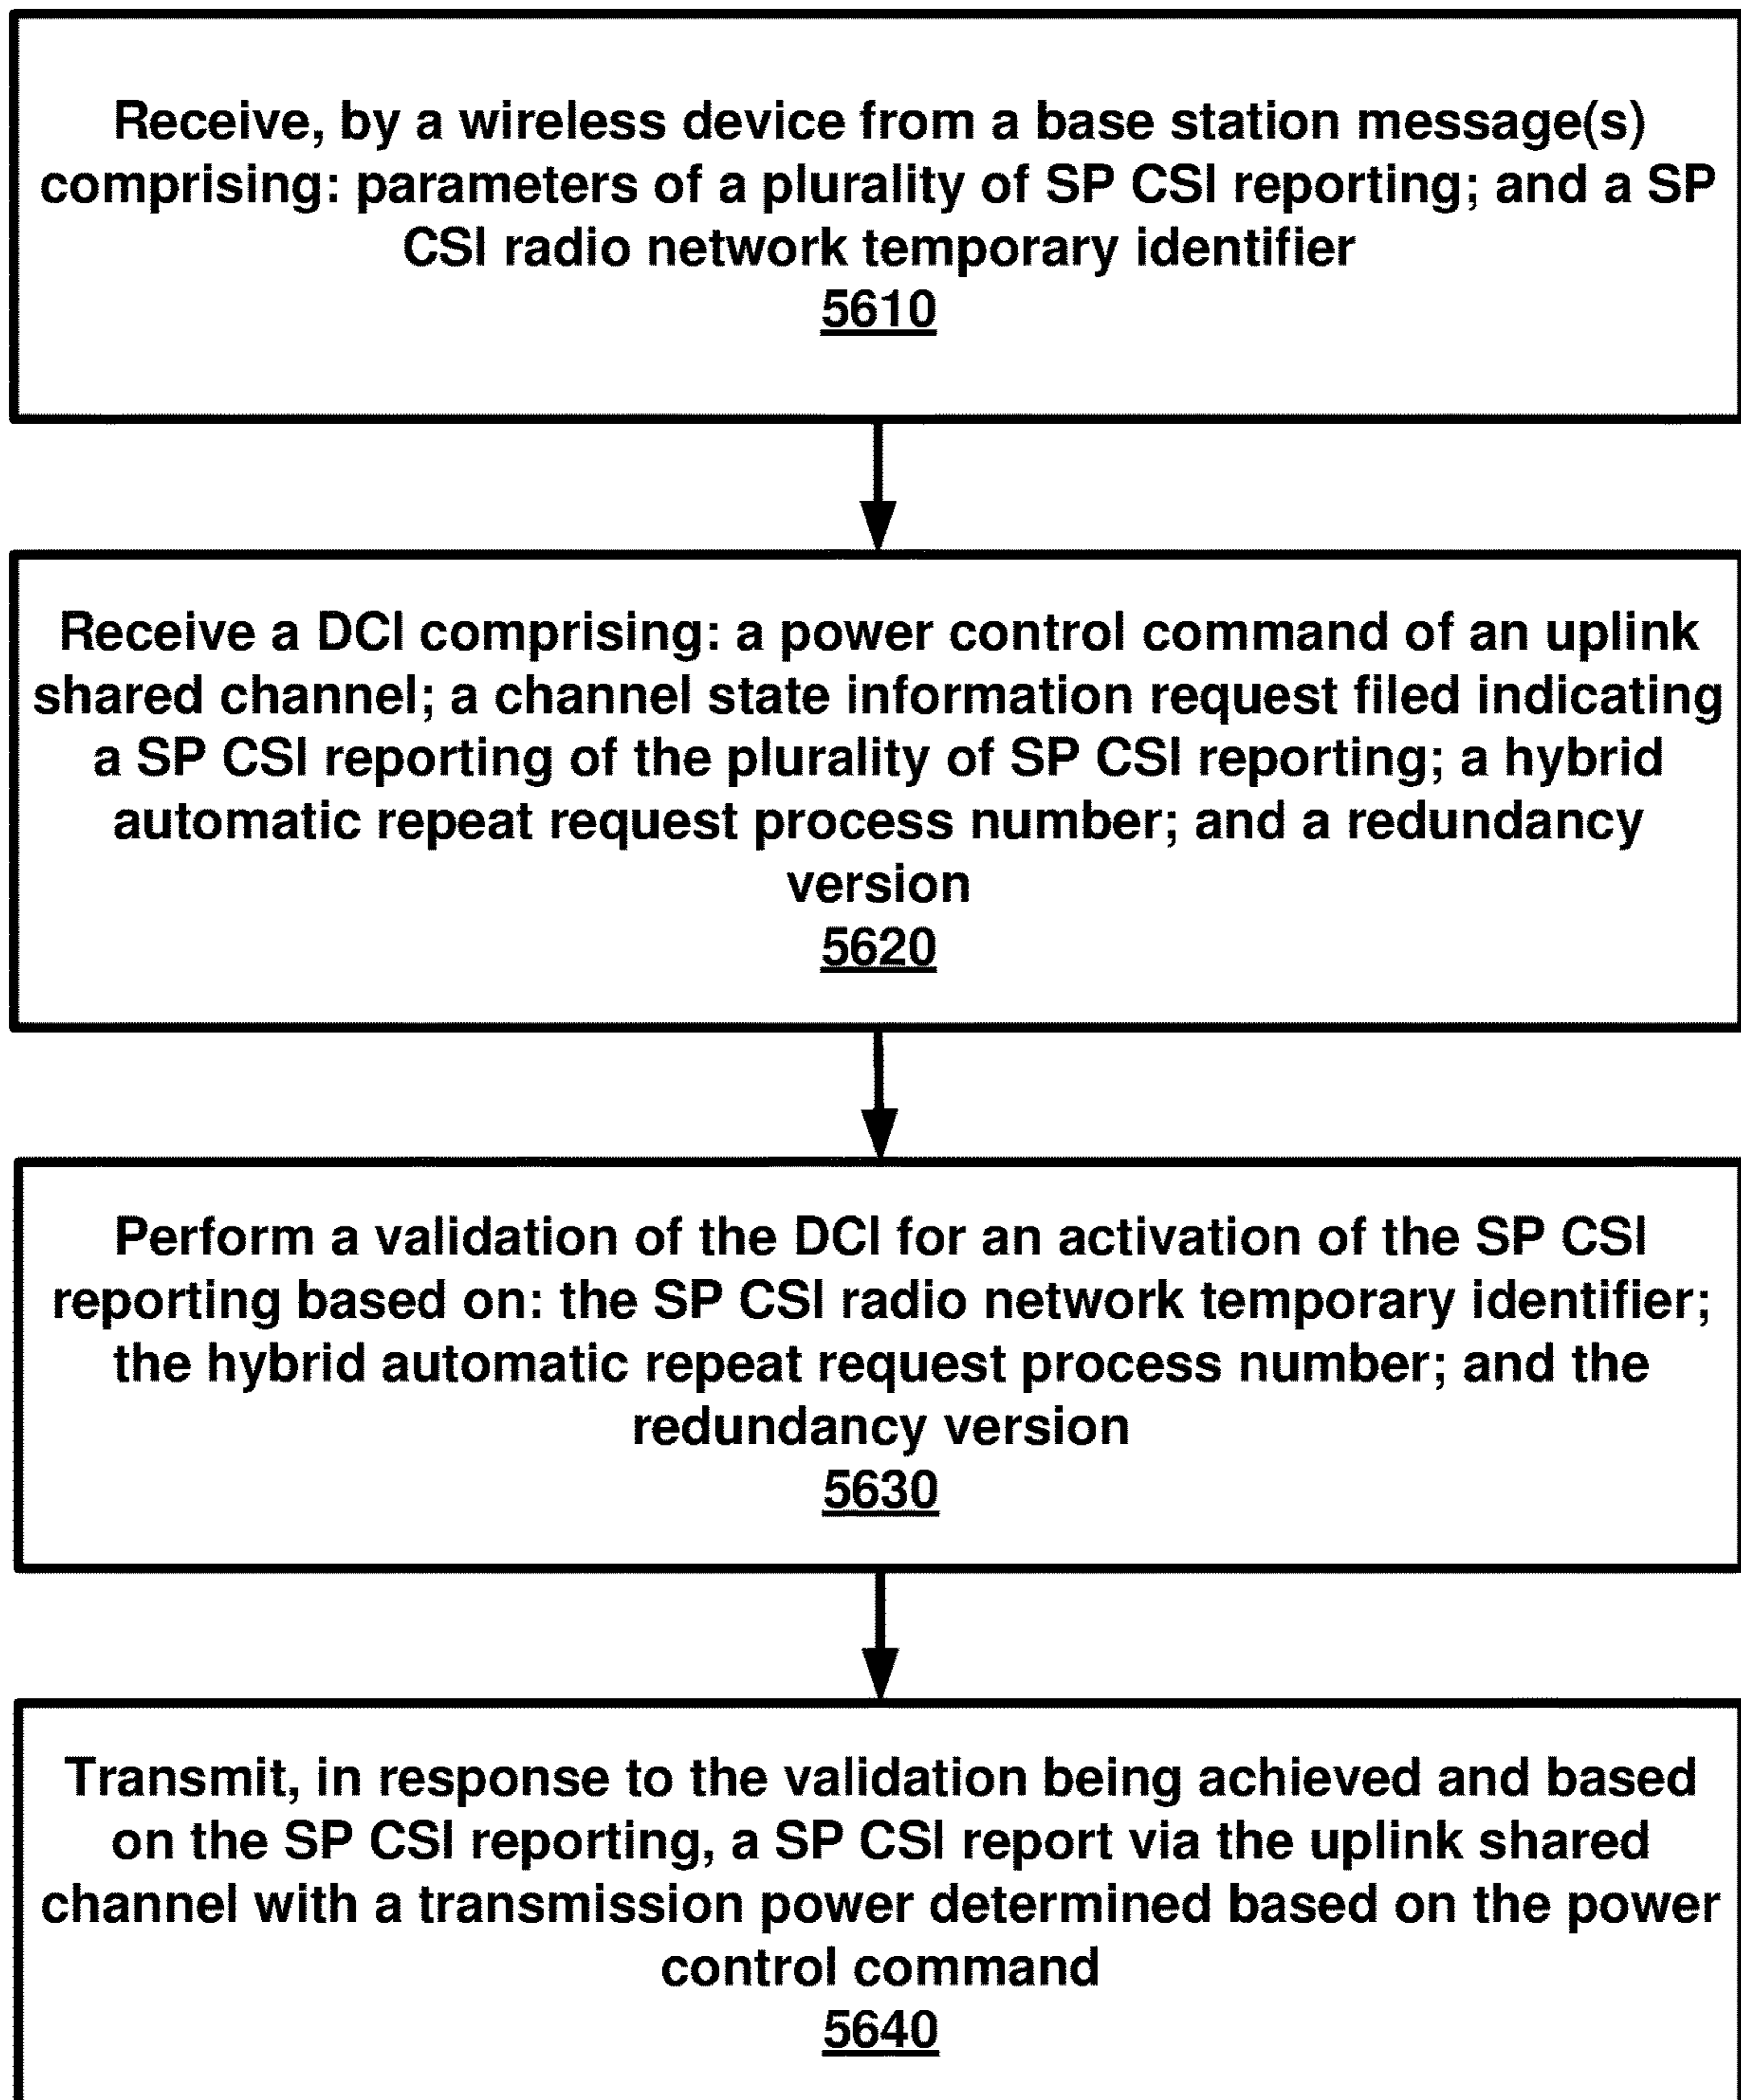 Receive, by a wireless device from a base station message(s)
comprising: parameters of a plurality of SP CSI reporting; and a SP
CSI radio network temporary identifier
5610
Receive a DCI comprising: a power control command of an uplink
shared channel; a channel state information request filed indicating
a SP CSI reporting of the plurality of SP CSI reporting; a hybrid
automatic repeat request process number; and a redundancy
version
5620
Perform a validation of the DCI for an activation of the SP CSI
reporting based on: the SP CSI radio network temporary identifier;
the hybrid automatic repeat request process number; and the
redundancy version
5630
Transmit, in response to the validation being achieved and based
on the SP CSI reporting, a SP CSI report via the uplink shared
channel with a transmission power determined based on the power
control command
5640